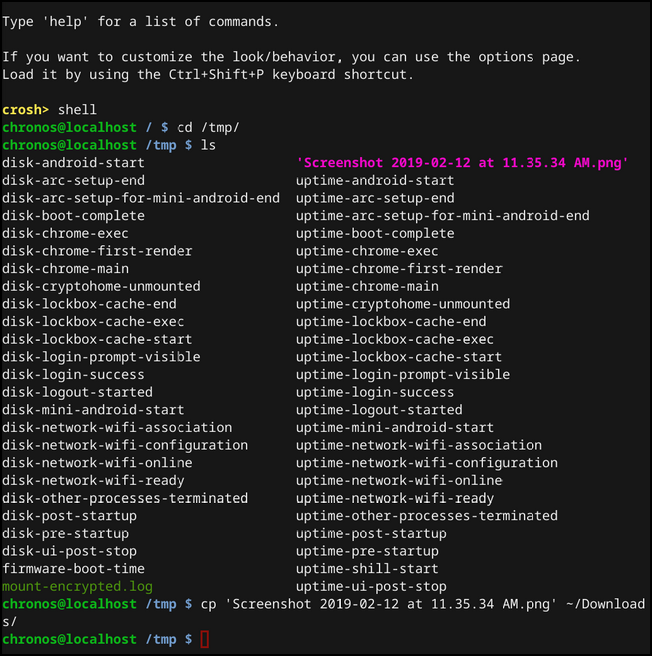 Type 'help' for a list of commands.
If you want to customize the look/behavior, you can use the options page.
Load it by using the Ctrl+Shift+P keyboard shortcut.
crosh> shell
chronos@localhost / $ cd /tmp/
chronos@localhost /tmp $ ls
disk-android-start 'Screenshot 2019-02-12 at 11.35.34 AM.png'
disk-arc-setup-end uptime-android-start
disk-arc-setup-for-mini-android-end uptime-arc-setup-end
disk-boot-complete uptime-arc-setup-for-mini-android-end
disk-chrome-exec uptime-boot-complete
disk-chrome-first-render uptime-chrome-exec
disk-chrome-main uptime-chrome-first-render
disk-cryptohome-unmounted uptime-chrome-main
disk-lockbox-cache-end uptime-cryptohome-unmounted
disk-lockbox-cache-exec uptime-lockbox-cache-end
disk-lockbox-cache-start uptime-lockbox-cache-exec
disk-login-prompt-visible uptime-lockbox-cache-start
disk-login-success uptime-login-prompt-visible
disk-logout-started uptime-login-success
disk-mini-android-start uptime-logout-started
disk-network-wifi-association uptime-mini-android-start
disk-network-wifi-configuration uptime-network-wifi-association
disk-network-wifi-online uptime-network-wifi-configuration
disk-network-wifi-ready uptime-network-wifi-online
disk-other-processes-terminated uptime-network-wifi-ready
disk-post-startup uptime-other-processes-terminated
disk-pre-startup uptime-post-startup
disk-ui-post-stop uptime-pre-startup
firmware-boot-time uptime-shill-start
mount-encrypted.log uptime-ui-post-stop
chronos@localhost /tmp $ cp 'Screenshot 2019-02-12 at 11.35.34 AM.png' ~/Download
s/
chronos@localhost /tmp $